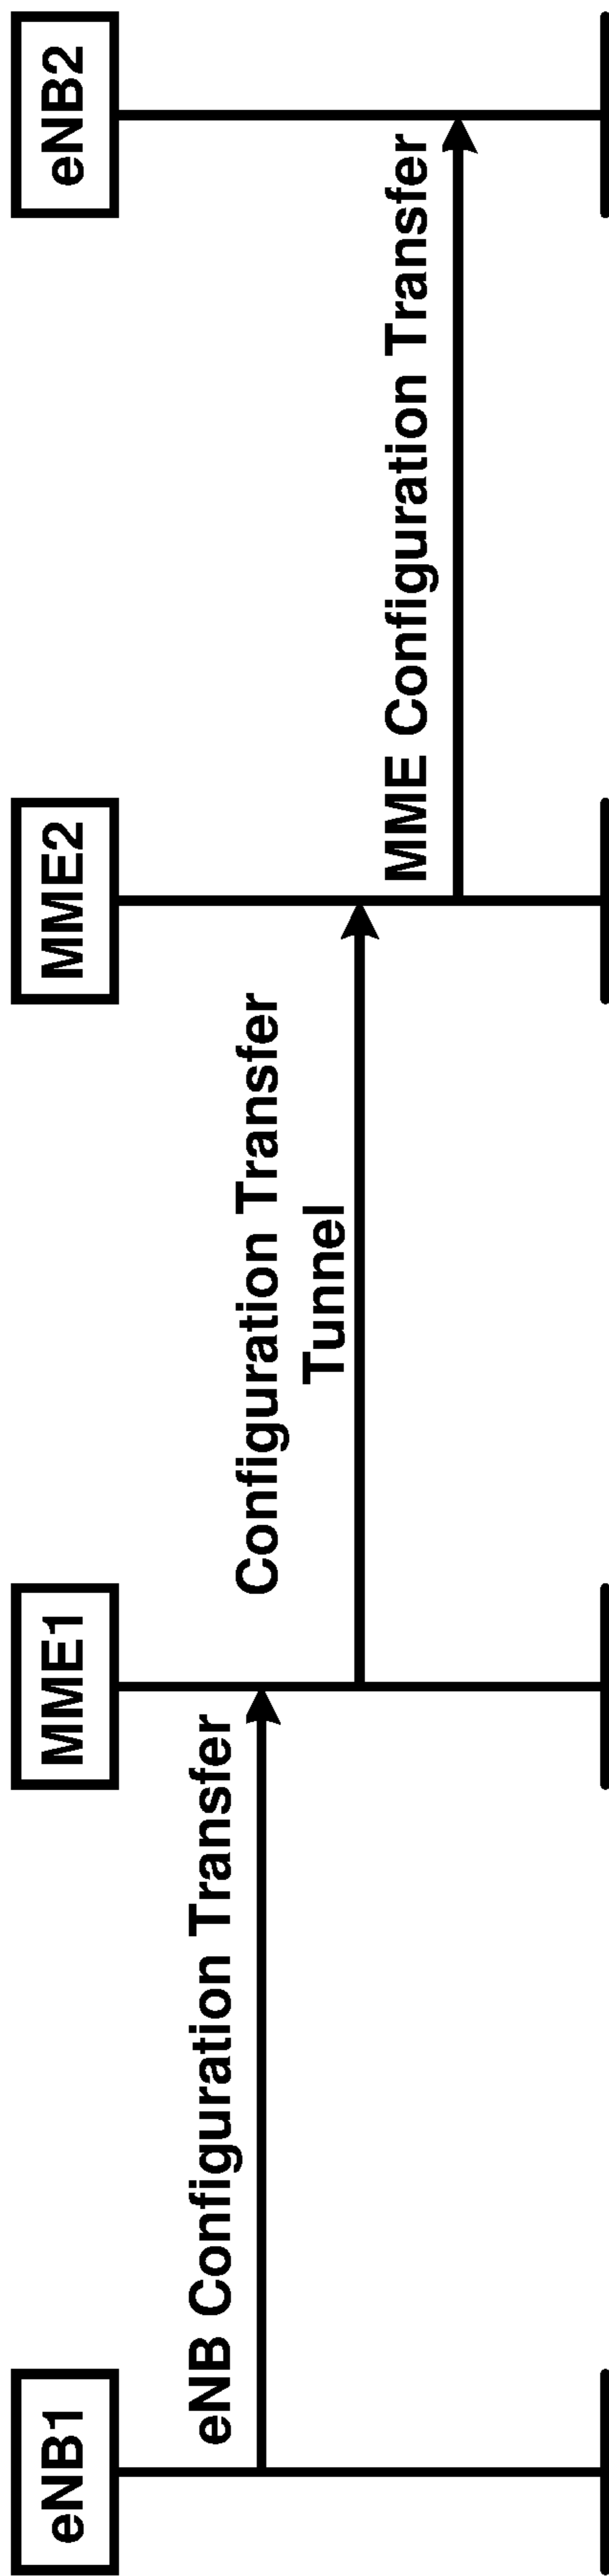 eNB1
MME1
MME2
eNB2
eNB Configuration Transfer
Configuration Transfer
Tunnel
MME Configuration Transfer